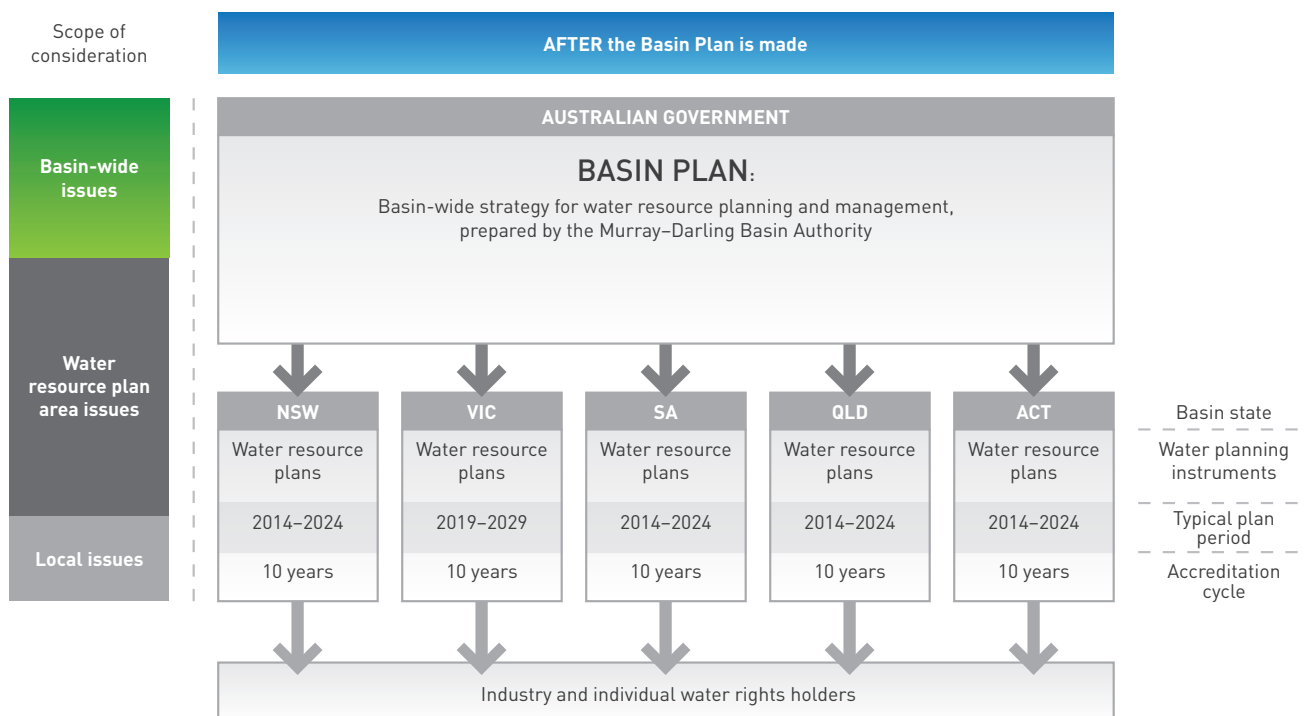 Scope of
consideration
AFTER the Basin Plan is made
Basin-wide
issues
Water
resource plan
area issues
Local issues
AUSTRALIAN GOVERNMENT
BASIN PLAN:
Basin-wide strategy for water resource planning and management,
prepared by the Murray–Darling Basin Authority
NSW
Water resource
plans
2014–2024
10 years
VIC
Water resource
plans
2019–2029
10 years
SA
Water resource
plans
2014–2024
10 years
QLD
Water resource
plans
2014–2024
10 years
ACT
Water resource
plans
2014–2024
10 years
Basin state
Water planning
instruments
Typical plan
period
Accreditation
cycle
Industry and individual water rights holders